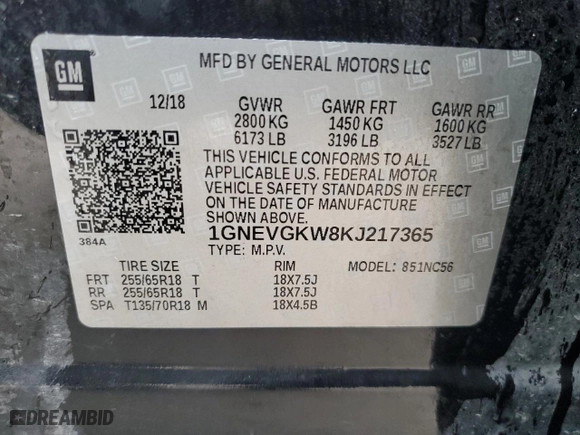 GM
MFD BY GENERAL MOTORS LLC
12/18 GVWR GAWR FRT GAWR RR
2800 KG 1450 KG 1600 KG
6173 LB 3196 LB 3527 LB
THIS VEHICLE CONFORMS TO ALL
APPLICABLE U.S. FEDERAL MOTOR
VEHICLE SAFETY STANDARDS IN EFFECT
ON THE DATE OF MANUFACTURE
SHOWN ABOVE.
384A
1GNEVGKW8KJ217365
TYPE: M.P.V. MODEL: 851NC56
TIRE SIZE RIM
FRT 255/65R18 T 18X7.5J
RR 255/65R18 T 18X7.5J
SPA T135/70R18 M 18X4.5B
DREAMBID